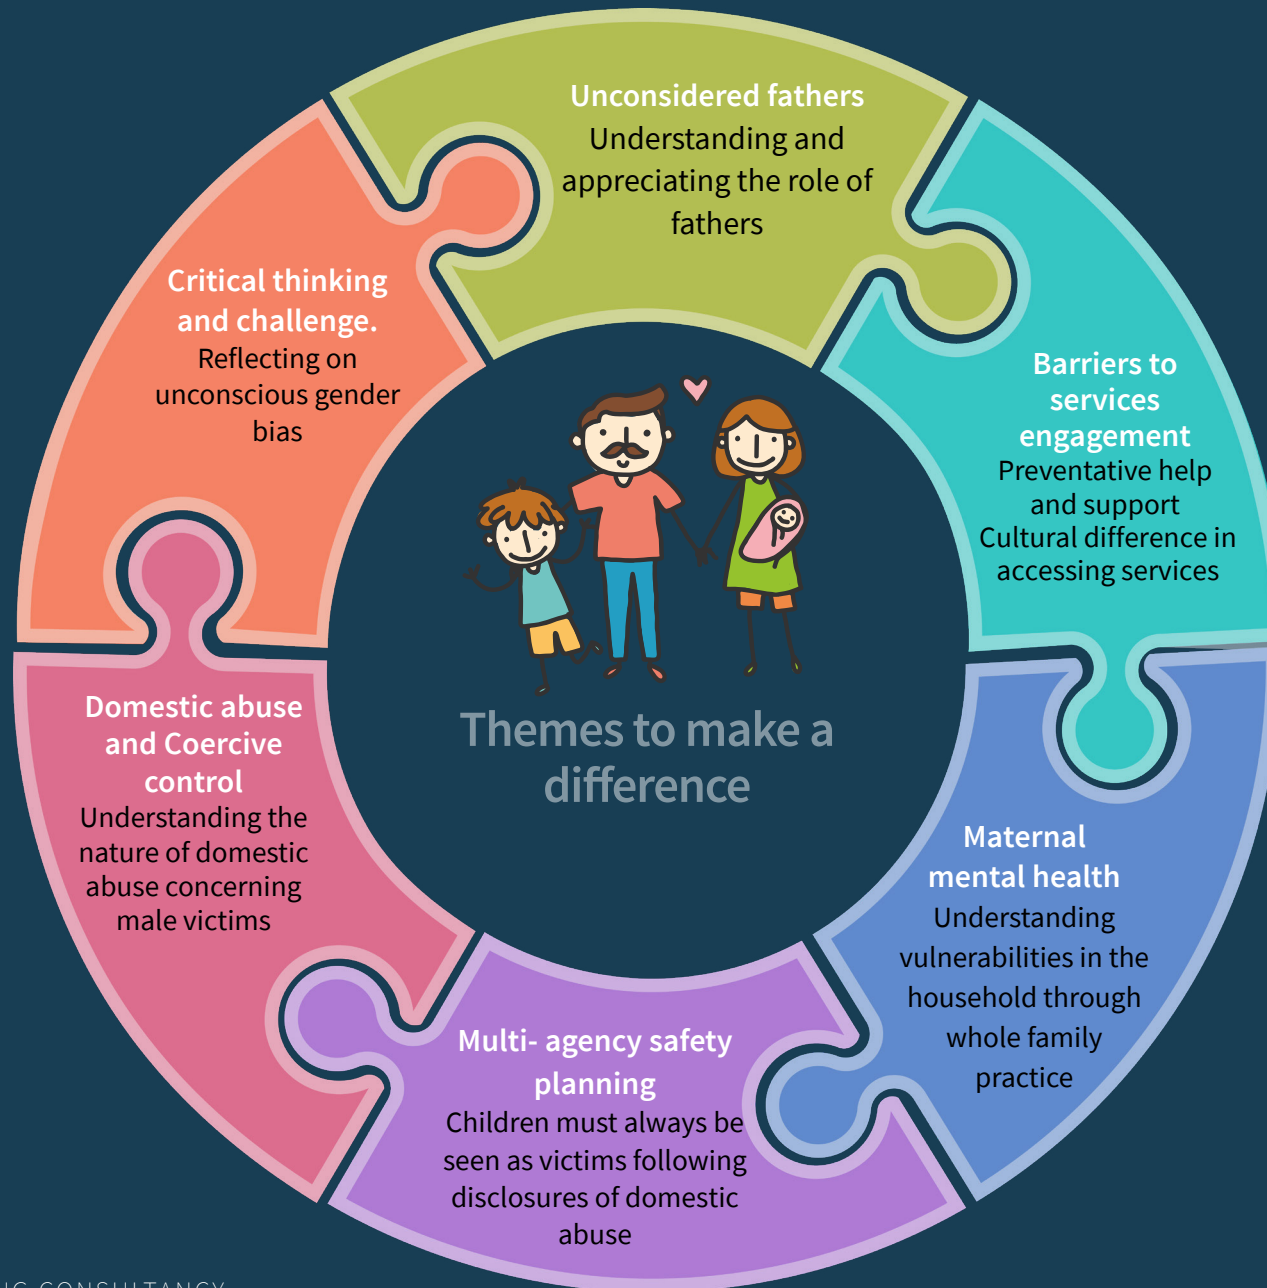 Unconsidered fathers
Understanding and
appreciating the role of
fathers
Barriers to
services
engagement
Preventative help
and support
Cultural difference in
accessing services
Maternal
mental health
Understanding
vulnerabilities in the
household through
whole family
practice
Multi- agency safety
planning
Children must always be
seen as victims following
disclosures of domestic
abuse
Domestic abuse
and Coercive
control
Understanding the
nature of domestic
abuse concerning
male victims
Critical thinking
and challenge.
Reflecting on
unconscious gender
bias
Themes to make a
difference
CONSULTANCY